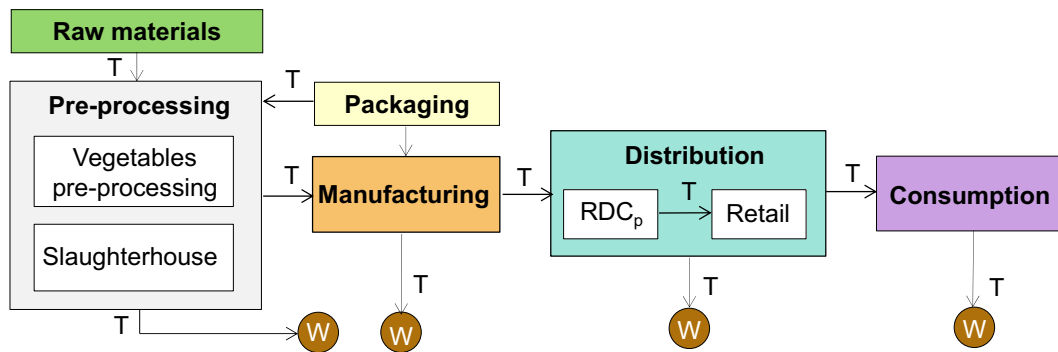 Raw materials
T
T
Pre-processing
Packaging
Vegetables
pre-processing
T
Manufacturing
T
Distribution
T
RDCp
Retail
T
Consumption
Slaughterhouse
T
T
T
T
W
W
W
W